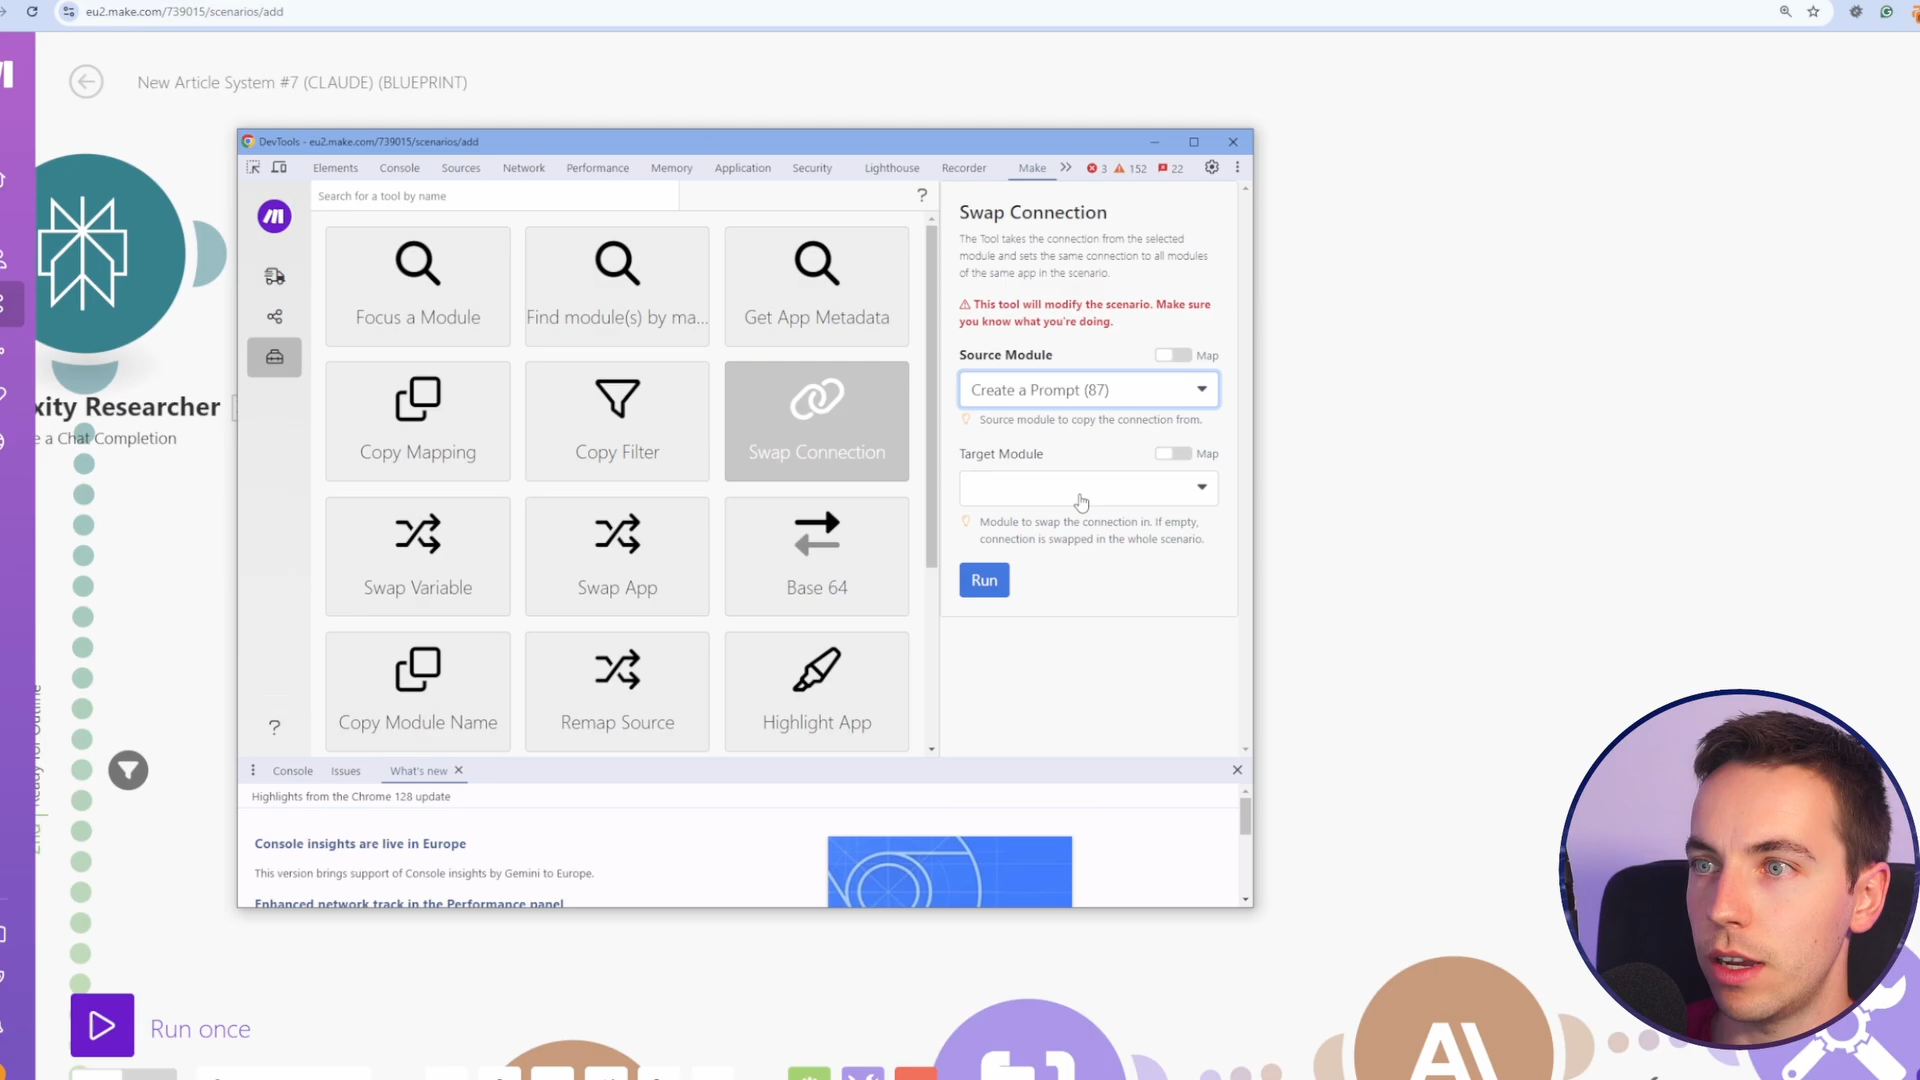 eu2.make.com/739015/scenarios/add
New Article System #7 (CLAUDE) (BLUEPRINT)
DevTools - eu2.make.com/739015/scenarios/add
Elements Console Sources Network Performance Memory Application Security Lighthouse Recorder Make 3 152 22
Search for a tool by name
?
Focus a Module
Find module(s) by ma...
Get App Metadata
Copy Mapping
Copy Filter
Swap Connection
Swap Variable
Swap App
Base 64
Copy Module Name
Remap Source
Highlight App
?
Swap Connection
The Tool takes the connection from the selected
module and sets the same connection to all modules
of the same app in the scenario.
This tool will modify the scenario. Make sure
you know what you're doing.
Source Module
Map
Create a Prompt (87)
Source module to copy the connection from.
Target Module
Map
Module to swap the connection in. If empty,
connection is swapped in the whole scenario.
Run
xity Researcher
e a Chat Completion
Console Issues What's new
Highlights from the Chrome 128 update
Console insights are live in Europe
This version brings support of Console insights by Gemini to Europe.
Enhanced network track in the Performance panel
Run once